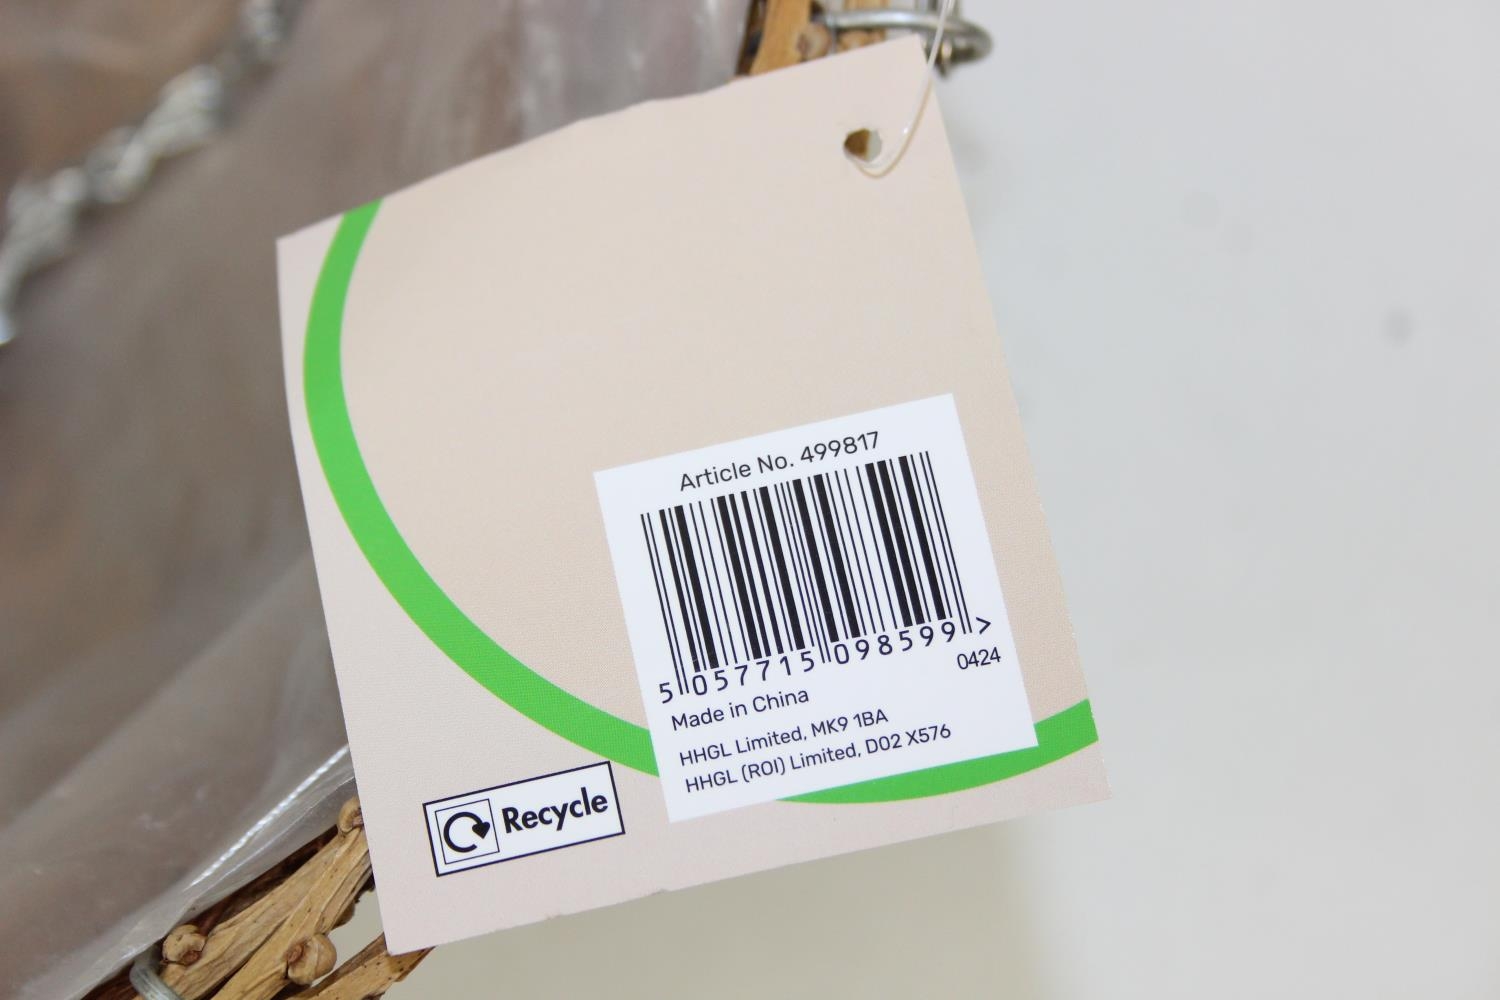 Article No. 499817
5 057715 098599 >
0424
Made in China
HHGL Limited, MK9 1BA
HHGL (ROI) Limited, D02 X576
Recycle